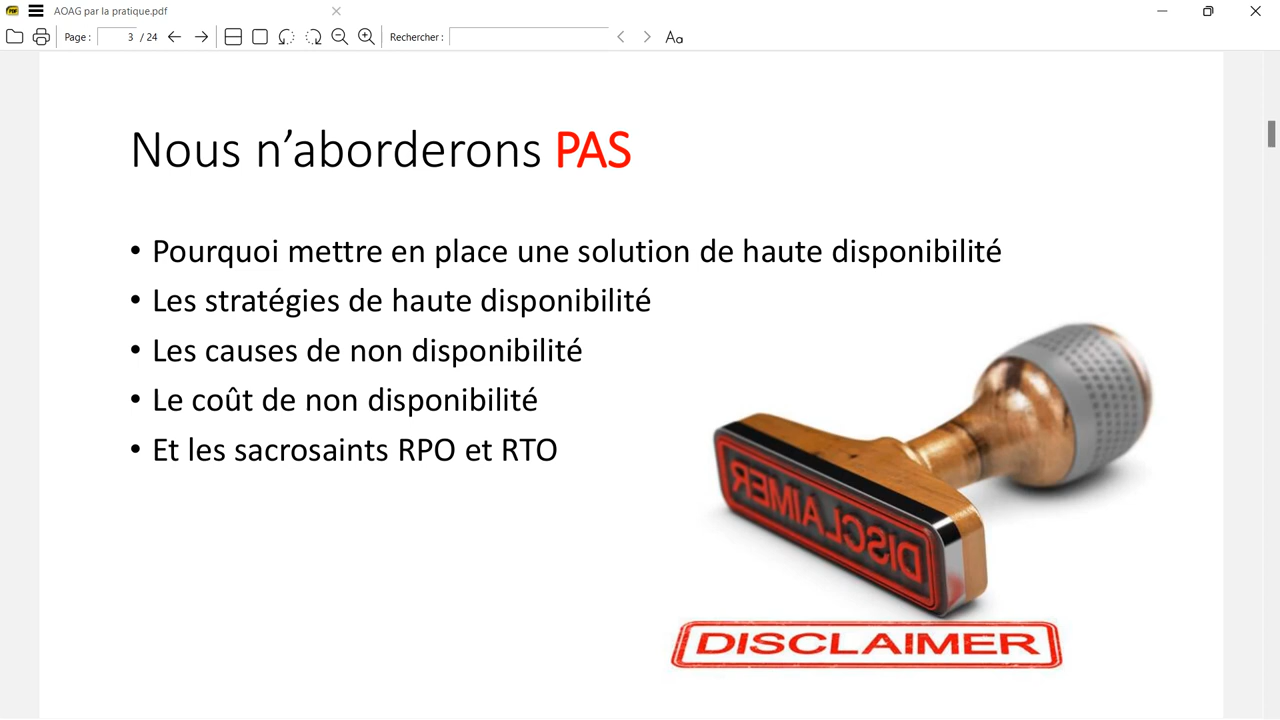 AOAG par la pratique.pdf
Page : 3 / 24 Rechercher : Aa
Nous n’aborderons PAS
• Pourquoi mettre en place une solution de haute disponibilité
• Les stratégies de haute disponibilité
• Les causes de non disponibilité
• Le coût de non disponibilité
• Et les sacrosaints RPO et RTO
DISCLAIMER
DISCLAIMER